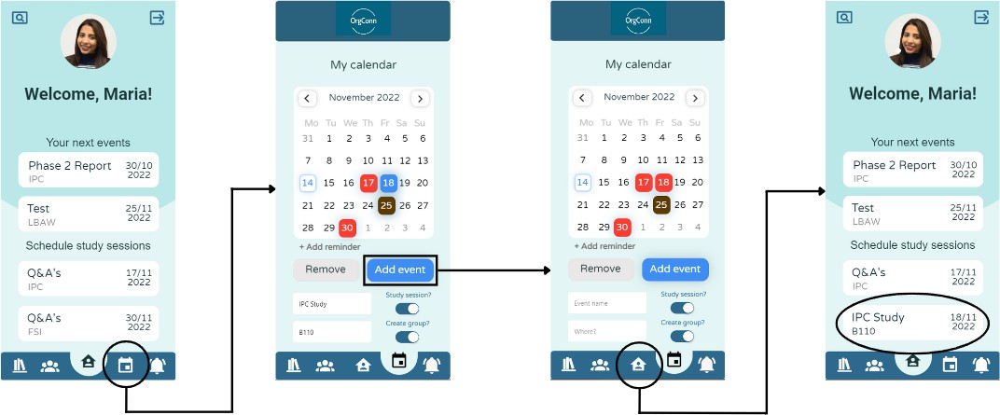 Welcome, Maria!
Your next events
Phase 2 Report 30/10
IPC 2022
Test 25/11
LBAW 2022
Schedule study sessions
Q&A's 17/11
IPC 2022
Q&A's 30/11
FSI 2022
OrgConn
My calendar
November 2022
Mo Tu We Th Fr Sa Su
31 1 2 3 4 5 6
7 8 9 10 11 12 13
14 15 16 17 18 19 20
21 22 23 24 25 26 27
28 29 30 1 2 3 4
+ Add reminder
Remove Add event
Study session?
IPC Study
Create group?
B110
OrgConn
My calendar
November 2022
Mo Tu We Th Fr Sa Su
31 1 2 3 4 5 6
7 8 9 10 11 12 13
14 15 16 17 18 19 20
21 22 23 24 25 26 27
28 29 30 1 2 3 4
+ Add reminder
Remove Add event
Study session?
Event name
Create group?
Where?
Welcome, Maria!
Your next events
Phase 2 Report 30/10
IPC 2022
Test 25/11
LBAW 2022
Schedule study sessions
Q&A's 17/11
IPC 2022
IPC Study 18/11
B110 2022